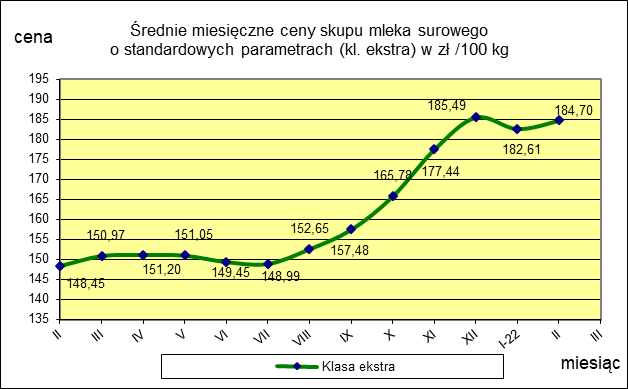 Średnie miesięczne ceny skupu mleka surowego
o standardowych parametrach (kl. ekstra) w zł /100 kg
cena
195
190
185
180
175
170
165
160
155
150
145
140
135
148,45
150,97
151,20
151,05
149,45
148,99
152,65
157,48
165,78
177,44
185,49
182,61
184,70
II
III
IV
V
VI
VII
VIII
IX
X
XI
XII
I-22
II
III
miesiąc
Klasa ekstra